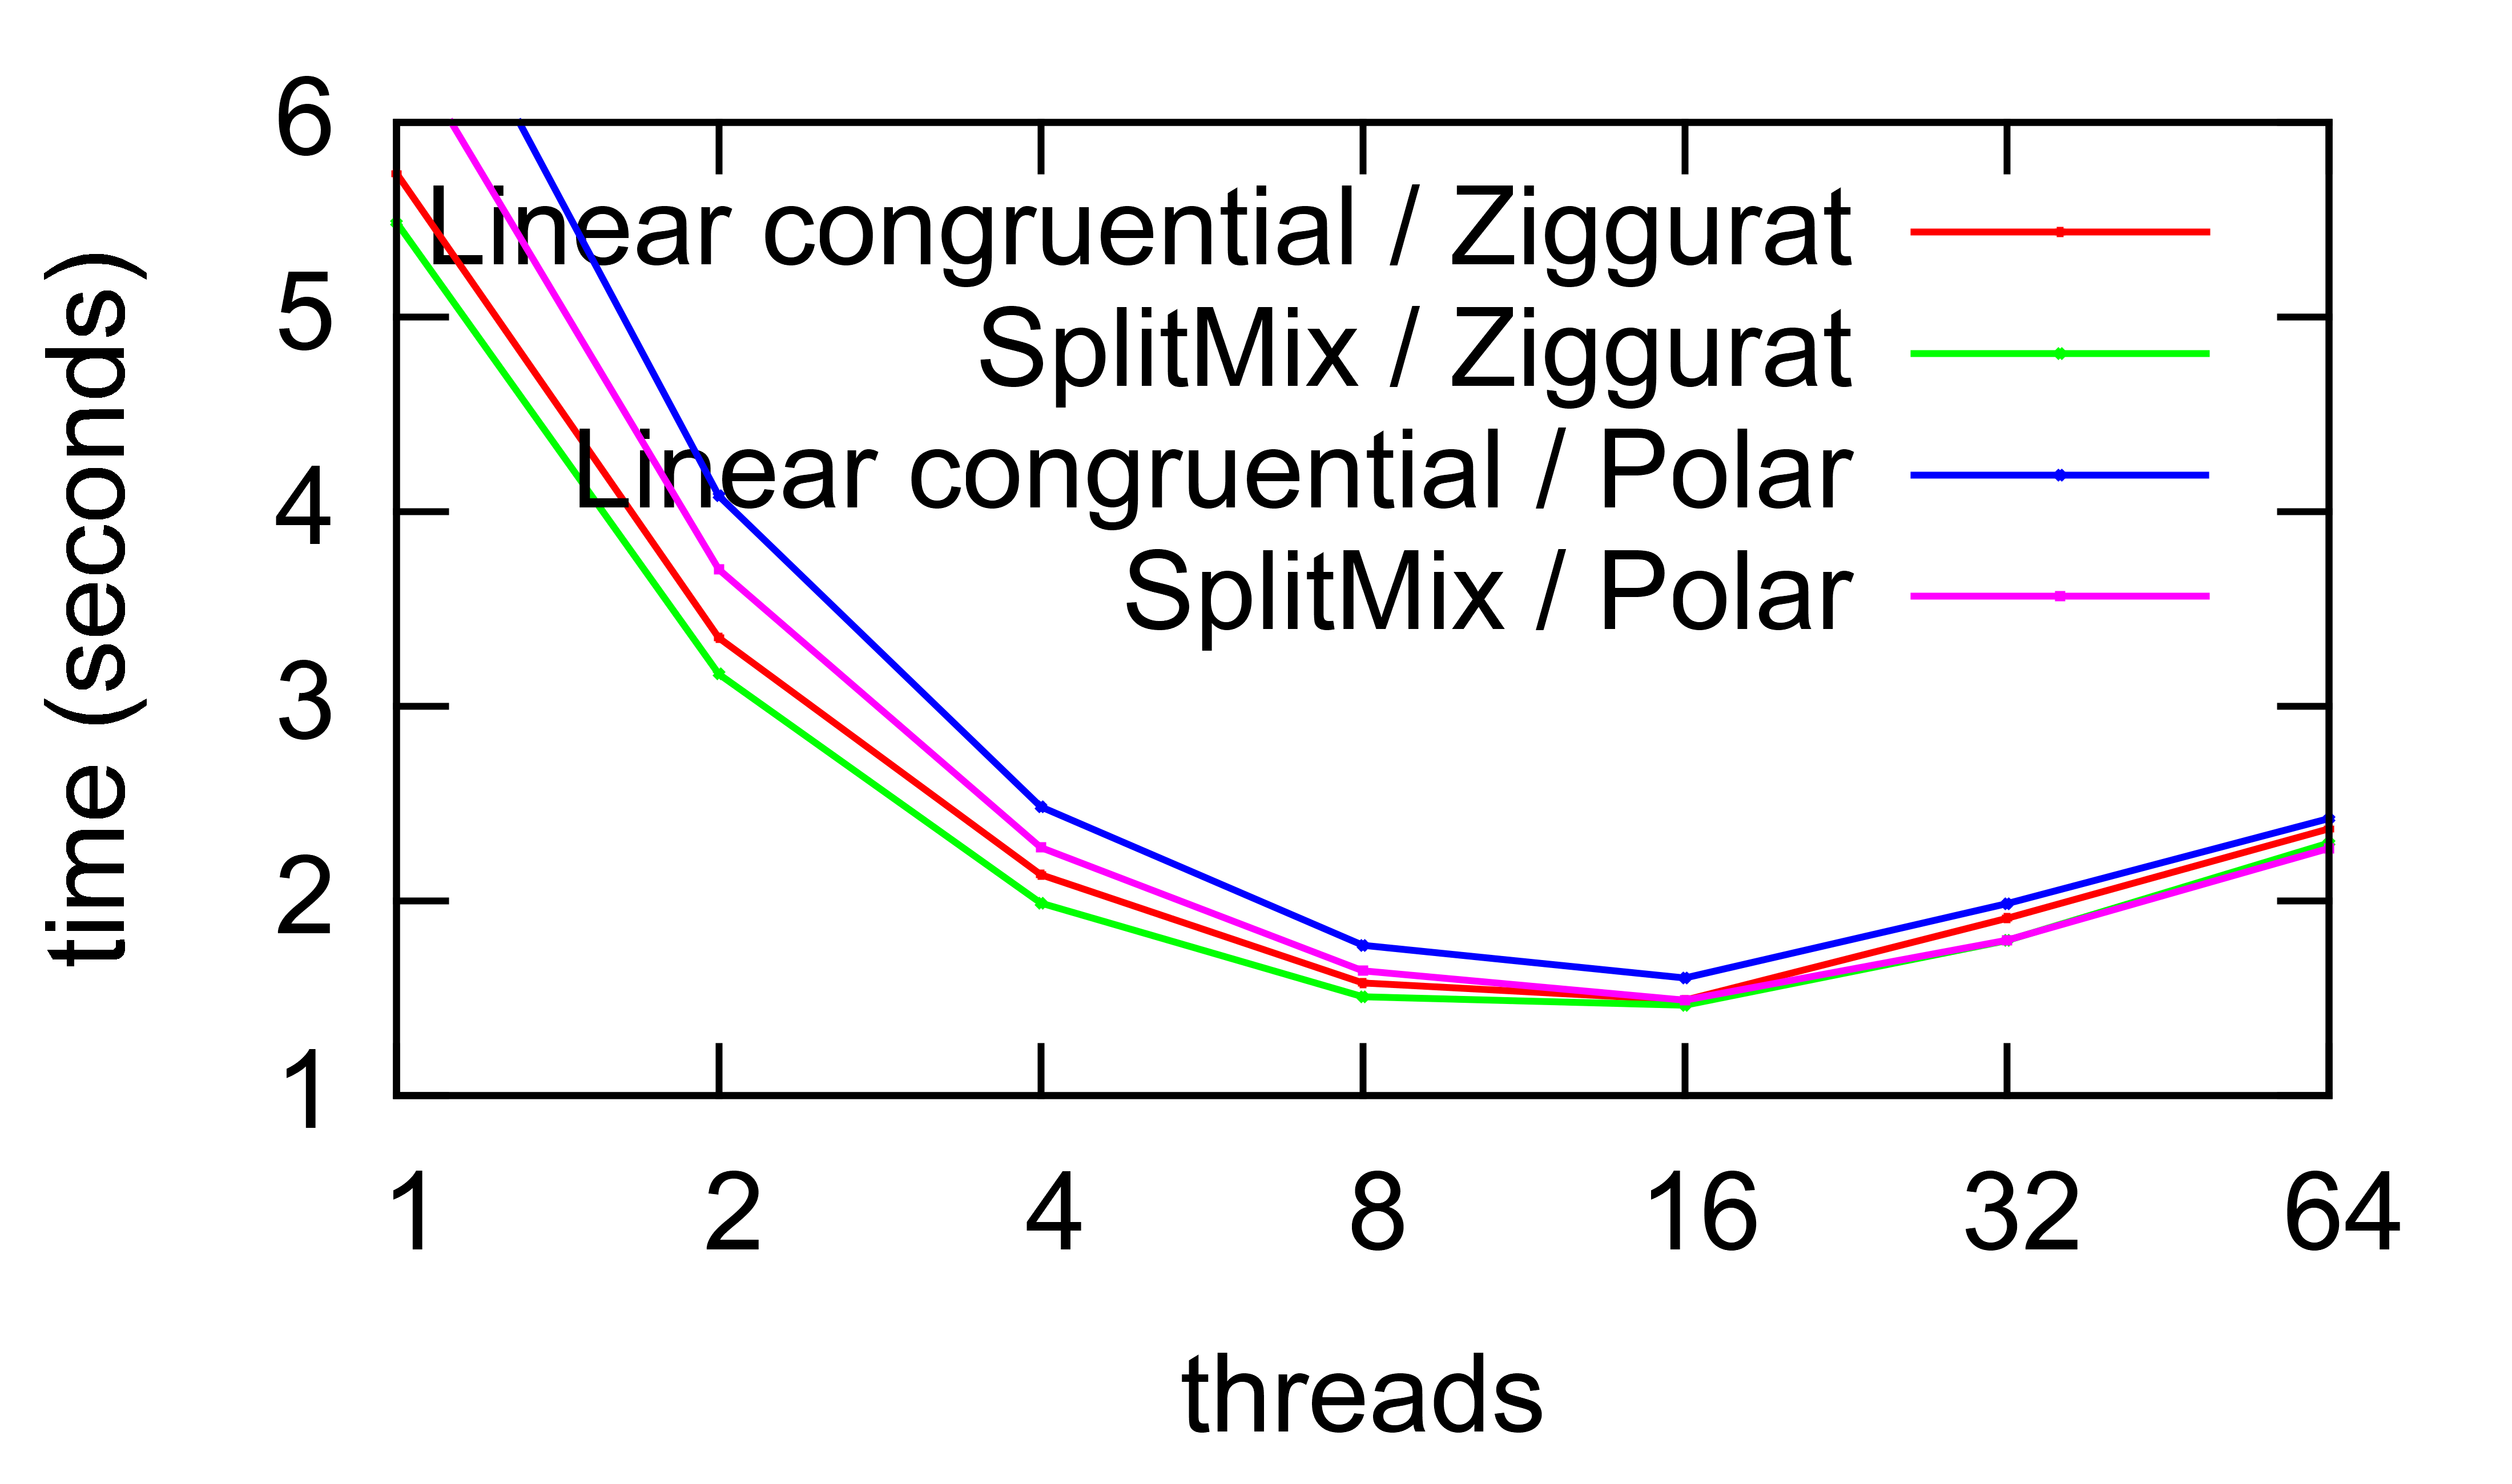 6
5
4
3
2
1
time (seconds)
Linear congruential / Ziggurat
SplitMix / Ziggurat
Linear congruential / Polar
SplitMix / Polar
1 2 4 8 16 32 64
threads